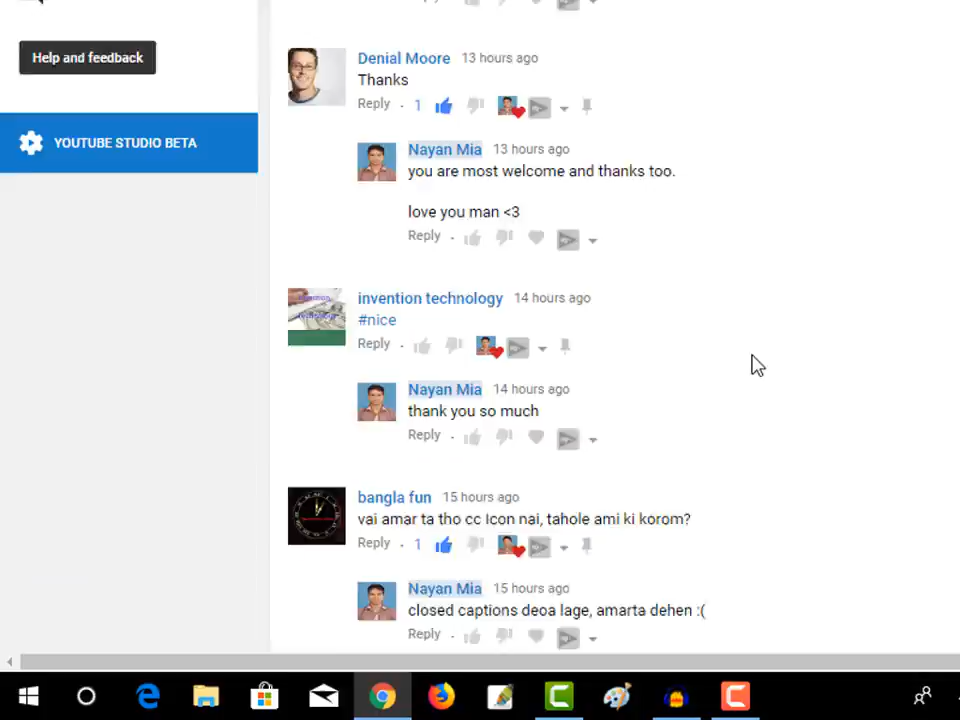 Help and feedback
YOUTUBE STUDIO BETA
Denial Moore 13 hours ago
Thanks
Reply . 1
Nayan Mia 13 hours ago
you are most welcome and thanks too.
love you man <3
Reply .
invention technology 14 hours ago
#nice
Reply .
Nayan Mia 14 hours ago
thank you so much
Reply .
bangla fun 15 hours ago
vai amar ta tho cc Icon nai, tahole ami ki korom?
Reply . 1
Nayan Mia 15 hours ago
closed captions deoa lage, amarta dehen :(
Reply .